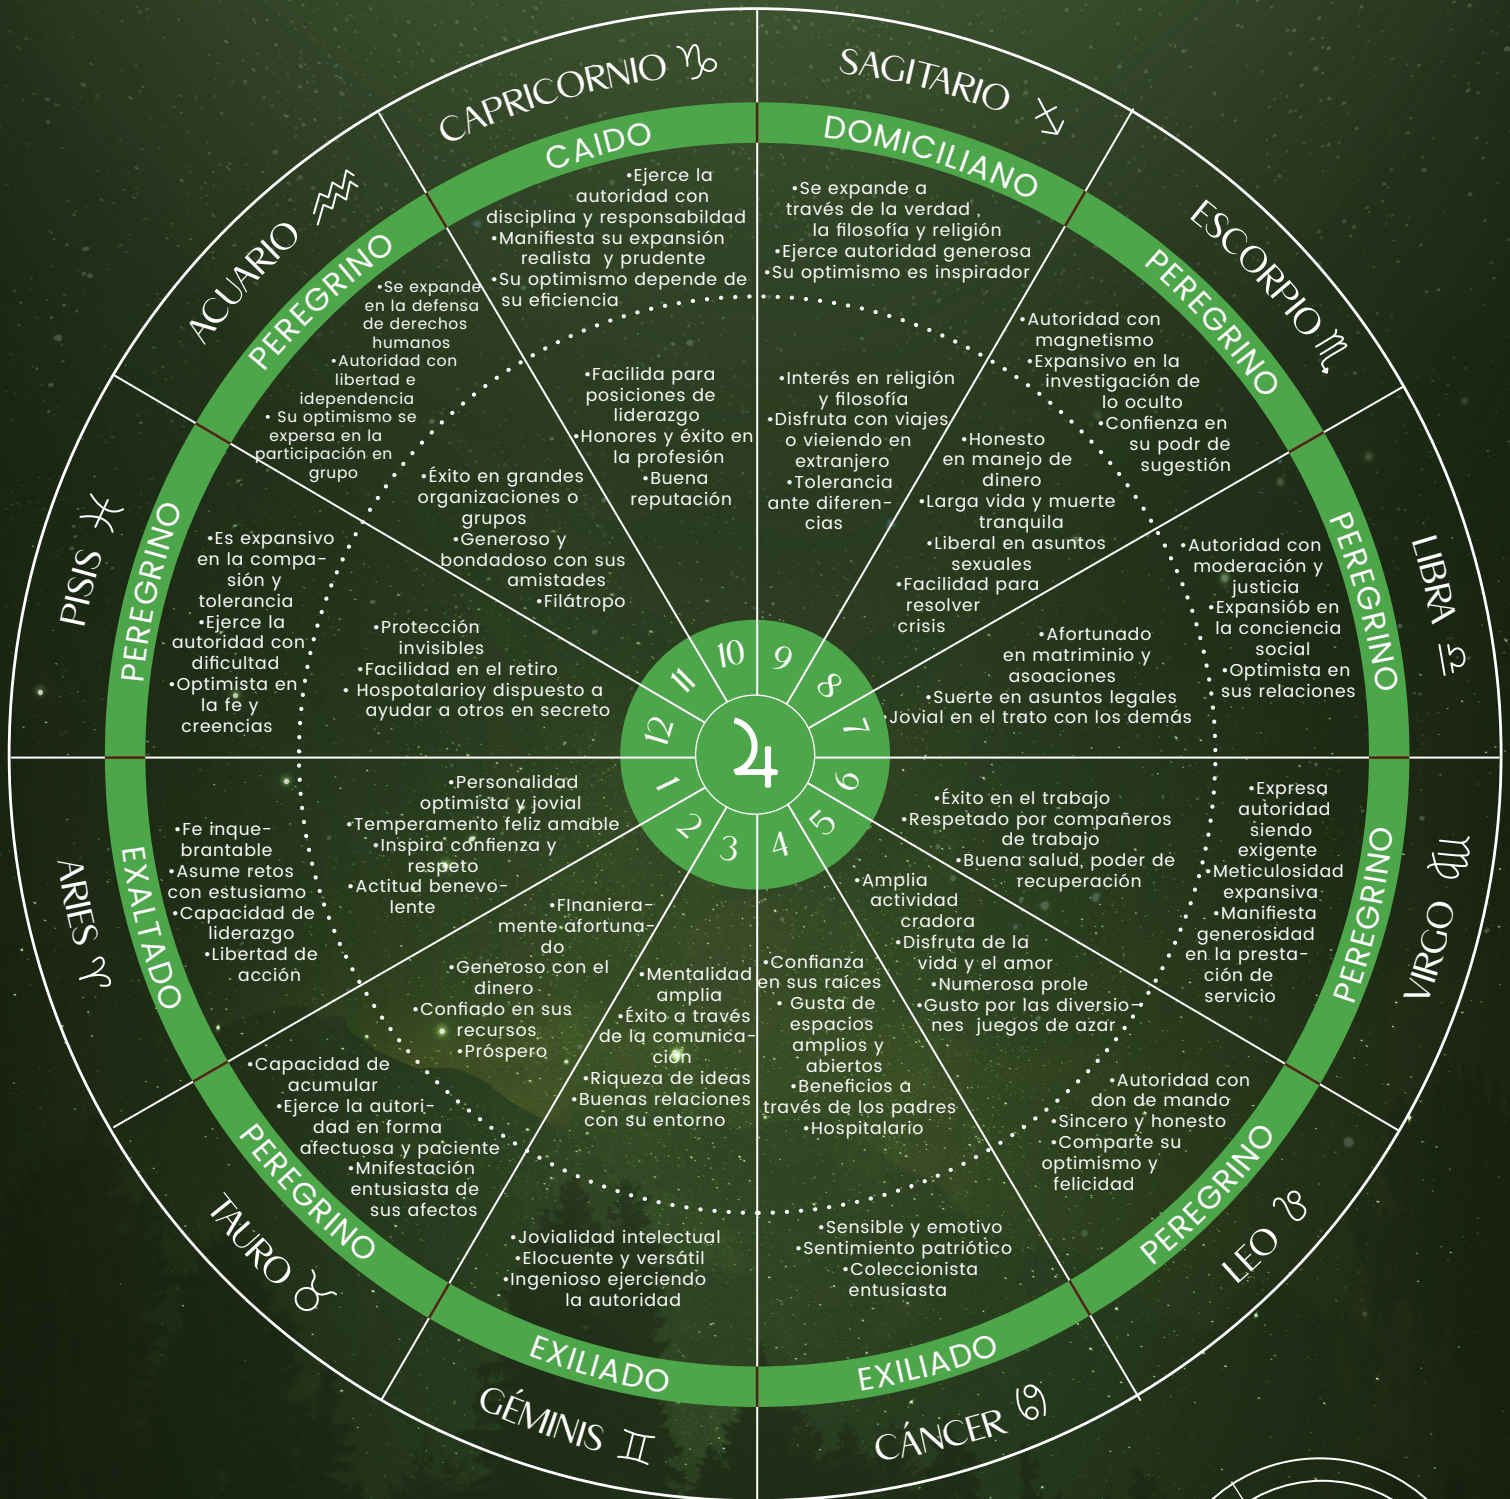 CAPRICORNIO
CAIDO
•Ejerce la
autoridad con
disciplina y responsabildad
•Manifiesta su expansión
realista y prudente
•Su optimismo depende de
su eficiencia
•Facilida para
posiciones de
liderazgo
•Honores y éxito en
la profesión
•Buena
reputación
10
SAGITARIO
DOMICILIANO
•Se expande a
través de la verdad ,
la filosofía y religión
•Ejerce autoridad generosa
•Su optimismo es inspirador
•Interés en religión
y filosofía
•Disfruta con viajes
o vieiendo en
extranjero
•Tolerancia
ante diferen-
cias
9
ESCORPIO
PEREGRINO
•Autoridad con
magnetismo
•Expansivo en la
investigación de
lo oculto
•Confienza en
su podr de
sugestión
•Honesto
en manejo de
dinero
•Larga vida y muerte
tranquila
•Liberal en asuntos
sexuales
•Facilidad para
resolver
crisis
8
LIBRA
PEREGRINO
•Autoridad con
moderación y
justicia
•Expansiób en
la conciencia
social
•Optimista en
sus relaciones
•Afortunado
en matriminio y
asoaciones
•Suerte en asuntos legales
•Jovial en el trato con los demás
7
VIRGO
PEREGRINO
•Expresa
autoridad
siendo
exigente
•Meticulosidad
expansiva
•Manifiesta
generosidad
en la presta-
ción de
servicio
•Éxito en el trabajo
•Respetado por compañeros
de trabajo
•Buena salud, poder de
recuperación
6
LEO
PEREGRINO
•Autoridad con
don de mando
•Sincero y honesto
•Comparte su
optimismo y
felicidad
•Amplia
actividad
cradora
•Disfruta de la
vida y el amor
•Numerosa prole
•Gusto por las diversio-
nes juegos de azar
5
CÁNCER
EXILIADO
•Sensible y emotivo
•Sentimiento patriótico
•Coleccionista
entusiasta
•Confianza
en sus raíces
• Gusta de
espacios
amplios y
abiertos
•Beneficios a
través de los padres
•Hospitalario
4
GÉMINIS
EXILIADO
•Jovialidad intelectual
•Elocuente y versátil
•Ingenioso ejerciendo
la autoridad
•Mentalidad
amplia
•Éxito a través
de la comunica-
ción
•Riqueza de ideas
•Buenas relaciones
con su entorno
3
TAURO
PEREGRINO
•Capacidad de
acumular
•Ejerce la autori-
dad en forma
afectuosa y paciente
•Mnifestación
entusiasta de
sus afectos
•FInaniera-
mente afortuna-
do
•Generoso con el
dinero
•Confiado en sus
recursos
•Próspero
2
ARIES
EXALTADO
•Fe inque-
brantable
•Asume retos
con estusiamo
•Capacidad de
liderazgo
•Libertad de
acción
•Personalidad
optimista y jovial
•Temperamento feliz amable
•Inspira confienza y
respeto
•Actitud benevo-
lente
1
PISIS
PEREGRINO
•Es expansivo
en la compa-
sión y
tolerancia
•Ejerce la
autoridad con
dificultad
•Optimista en
la fe y
creencias
•Protección
invisibles
•Facilidad en el retiro
• Hospotalarioy dispuesto a
ayudar a otros en secreto
12
ACUARIO
PEREGRINO
•Se expande
en la defensa
de derechos
humanos
•Autoridad con
libertad e
idependencia
• Su optimismo se
expersa en la
participación en
grupo
•Éxito en grandes
organizaciones o
grupos
•Generoso y
bondadoso con sus
amistades
•Filátropo
11